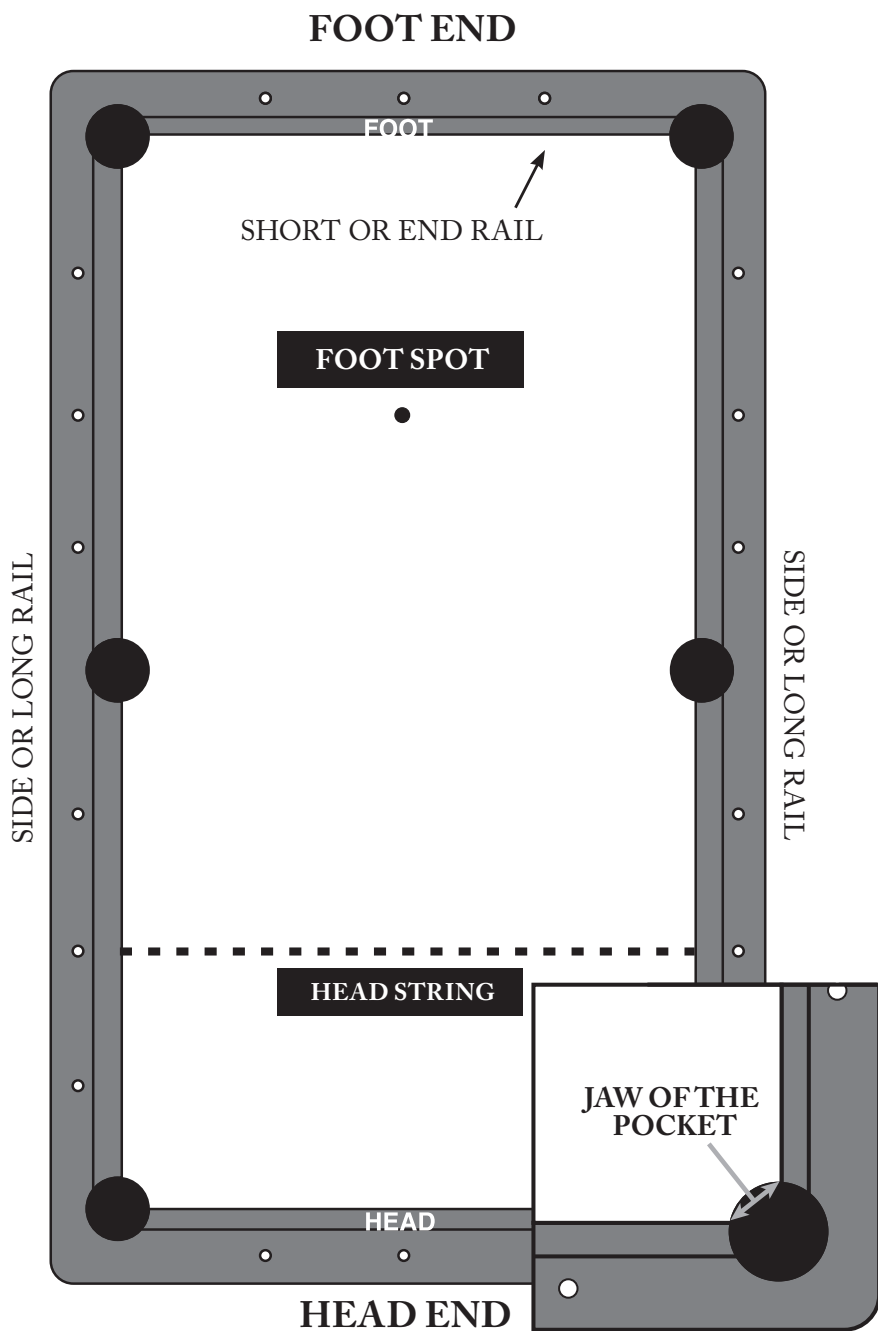 FOOT END
FOOT
SHORT OR END RAIL
FOOT SPOT
SIDE OR LONG RAIL
SIDE OR LONG RAIL
HEAD STRING
JAW OF THE
POCKET
HEAD
HEAD END